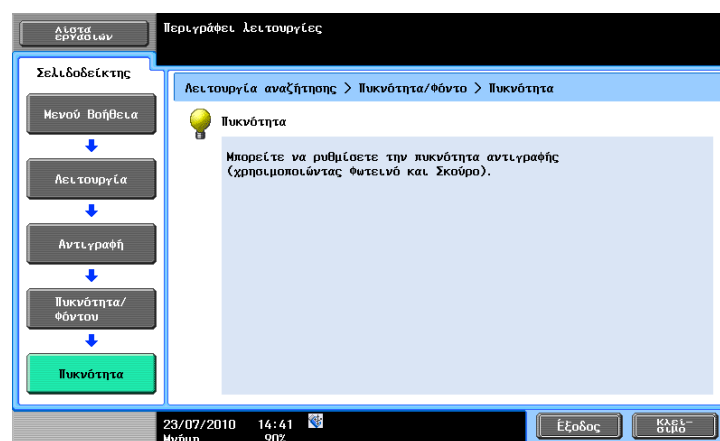 Λίστα
εργασιών
Περιγράφει λειτουργίες
Σελιδοδείκτης
Μενού Βοήθεια
Λειτουργία
Αντιγραφή
Πυκνότητα/
Φόντου
Πυκνότητα
Λειτουργία αναζήτησης > Πυκνότητα/Φόντο > Πυκνότητα
Πυκνότητα
Μπορείτε να ρυθμίσετε την πυκνότητα αντιγραφής
(χρησιμοποιώντας Φωτεινό και Σκούρο).
23/07/2010 14:41
Μνήμη 90%
Έξοδος
Κλεί-
σιμο